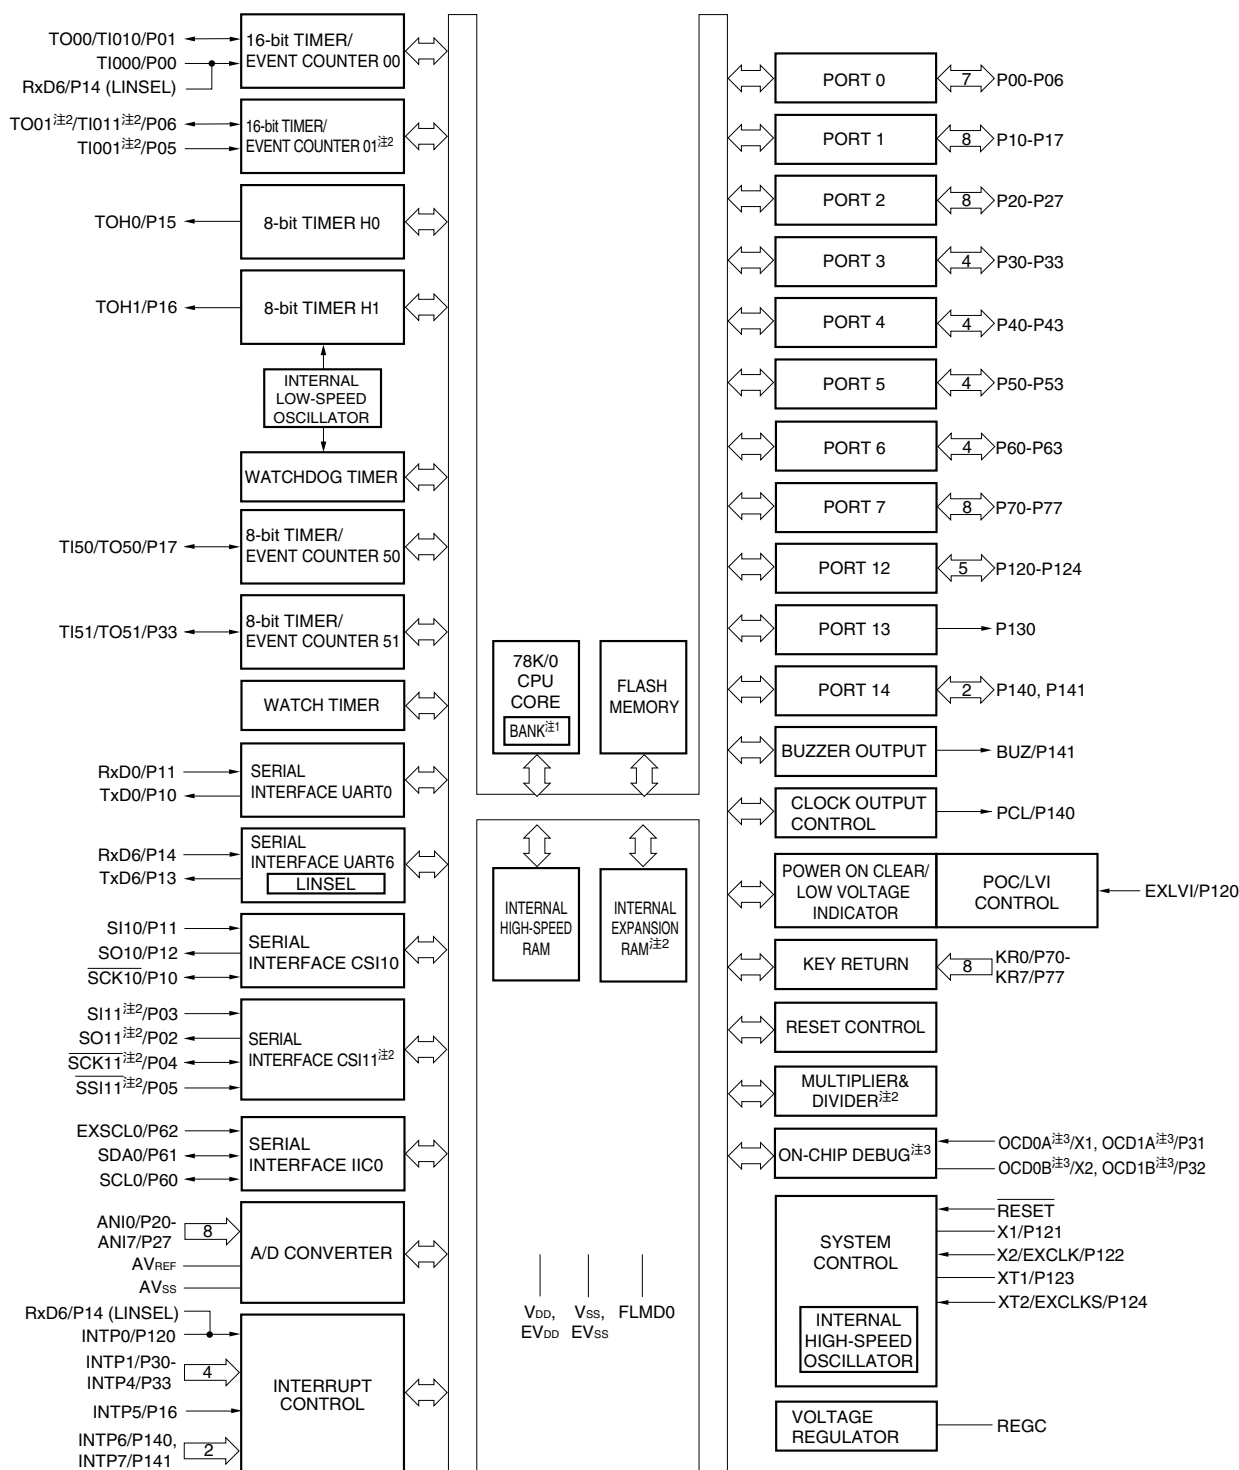 TO00/TI010/P01
TI000/P00
RxD6/P14 (LINSEL)
16-bit TIMER/
EVENT COUNTER 00
TO01注2/TI011注2/P06
TI001注2/P05
16-bit TIMER/
EVENT COUNTER 01注2
TOH0/P15
8-bit TIMER H0
TOH1/P16
8-bit TIMER H1
INTERNAL
LOW-SPEED
OSCILLATOR
WATCHDOG TIMER
TI50/TO50/P17
8-bit TIMER/
EVENT COUNTER 50
TI51/TO51/P33
8-bit TIMER/
EVENT COUNTER 51
WATCH TIMER
RxD0/P11
TxD0/P10
SERIAL
INTERFACE UART0
RxD6/P14
TxD6/P13
SERIAL
INTERFACE UART6
LINSEL
SI10/P11
SO10/P12
SCK10/P10
SERIAL
INTERFACE CSI10
SI11注2/P03
SO11注2/P02
SCK11注2/P04
SSI11注2/P05
SERIAL
INTERFACE CSI11注2
EXSCL0/P62
SDA0/P61
SCL0/P60
SERIAL
INTERFACE IIC0
ANI0/P20-
ANI7/P27
8
AVREF
AVSS
A/D CONVERTER
RxD6/P14 (LINSEL)
INTP0/P120
INTP1/P30-
INTP4/P33
4
INTP5/P16
INTP6/P140,
INTP7/P141
2
INTERRUPT
CONTROL
78K/0
CPU
CORE
BANK注1
FLASH
MEMORY
INTERNAL
HIGH-SPEED
RAM
INTERNAL
EXPANSION
RAM注2
VDD,
EVDD
VSS,
EVSS
FLMD0
PORT 0
7
P00-P06
PORT 1
8
P10-P17
PORT 2
8
P20-P27
PORT 3
4
P30-P33
PORT 4
4
P40-P43
PORT 5
4
P50-P53
PORT 6
4
P60-P63
PORT 7
8
P70-P77
PORT 12
5
P120-P124
PORT 13
P130
PORT 14
2
P140, P141
BUZZER OUTPUT
BUZ/P141
CLOCK OUTPUT
CONTROL
PCL/P140
POWER ON CLEAR/
LOW VOLTAGE
INDICATOR
POC/LVI
CONTROL
EXLVI/P120
KEY RETURN
8
KR0/P70-
KR7/P77
RESET CONTROL
MULTIPLIER&
DIVIDER注2
ON-CHIP DEBUG注3
OCD0A注3/X1, OCD1A注3/P31
OCD0B注3/X2, OCD1B注3/P32
SYSTEM
CONTROL
RESET
X1/P121
X2/EXCLK/P122
XT1/P123
XT2/EXCLKS/P124
INTERNAL
HIGH-SPEED
OSCILLATOR
VOLTAGE
REGULATOR
REGC